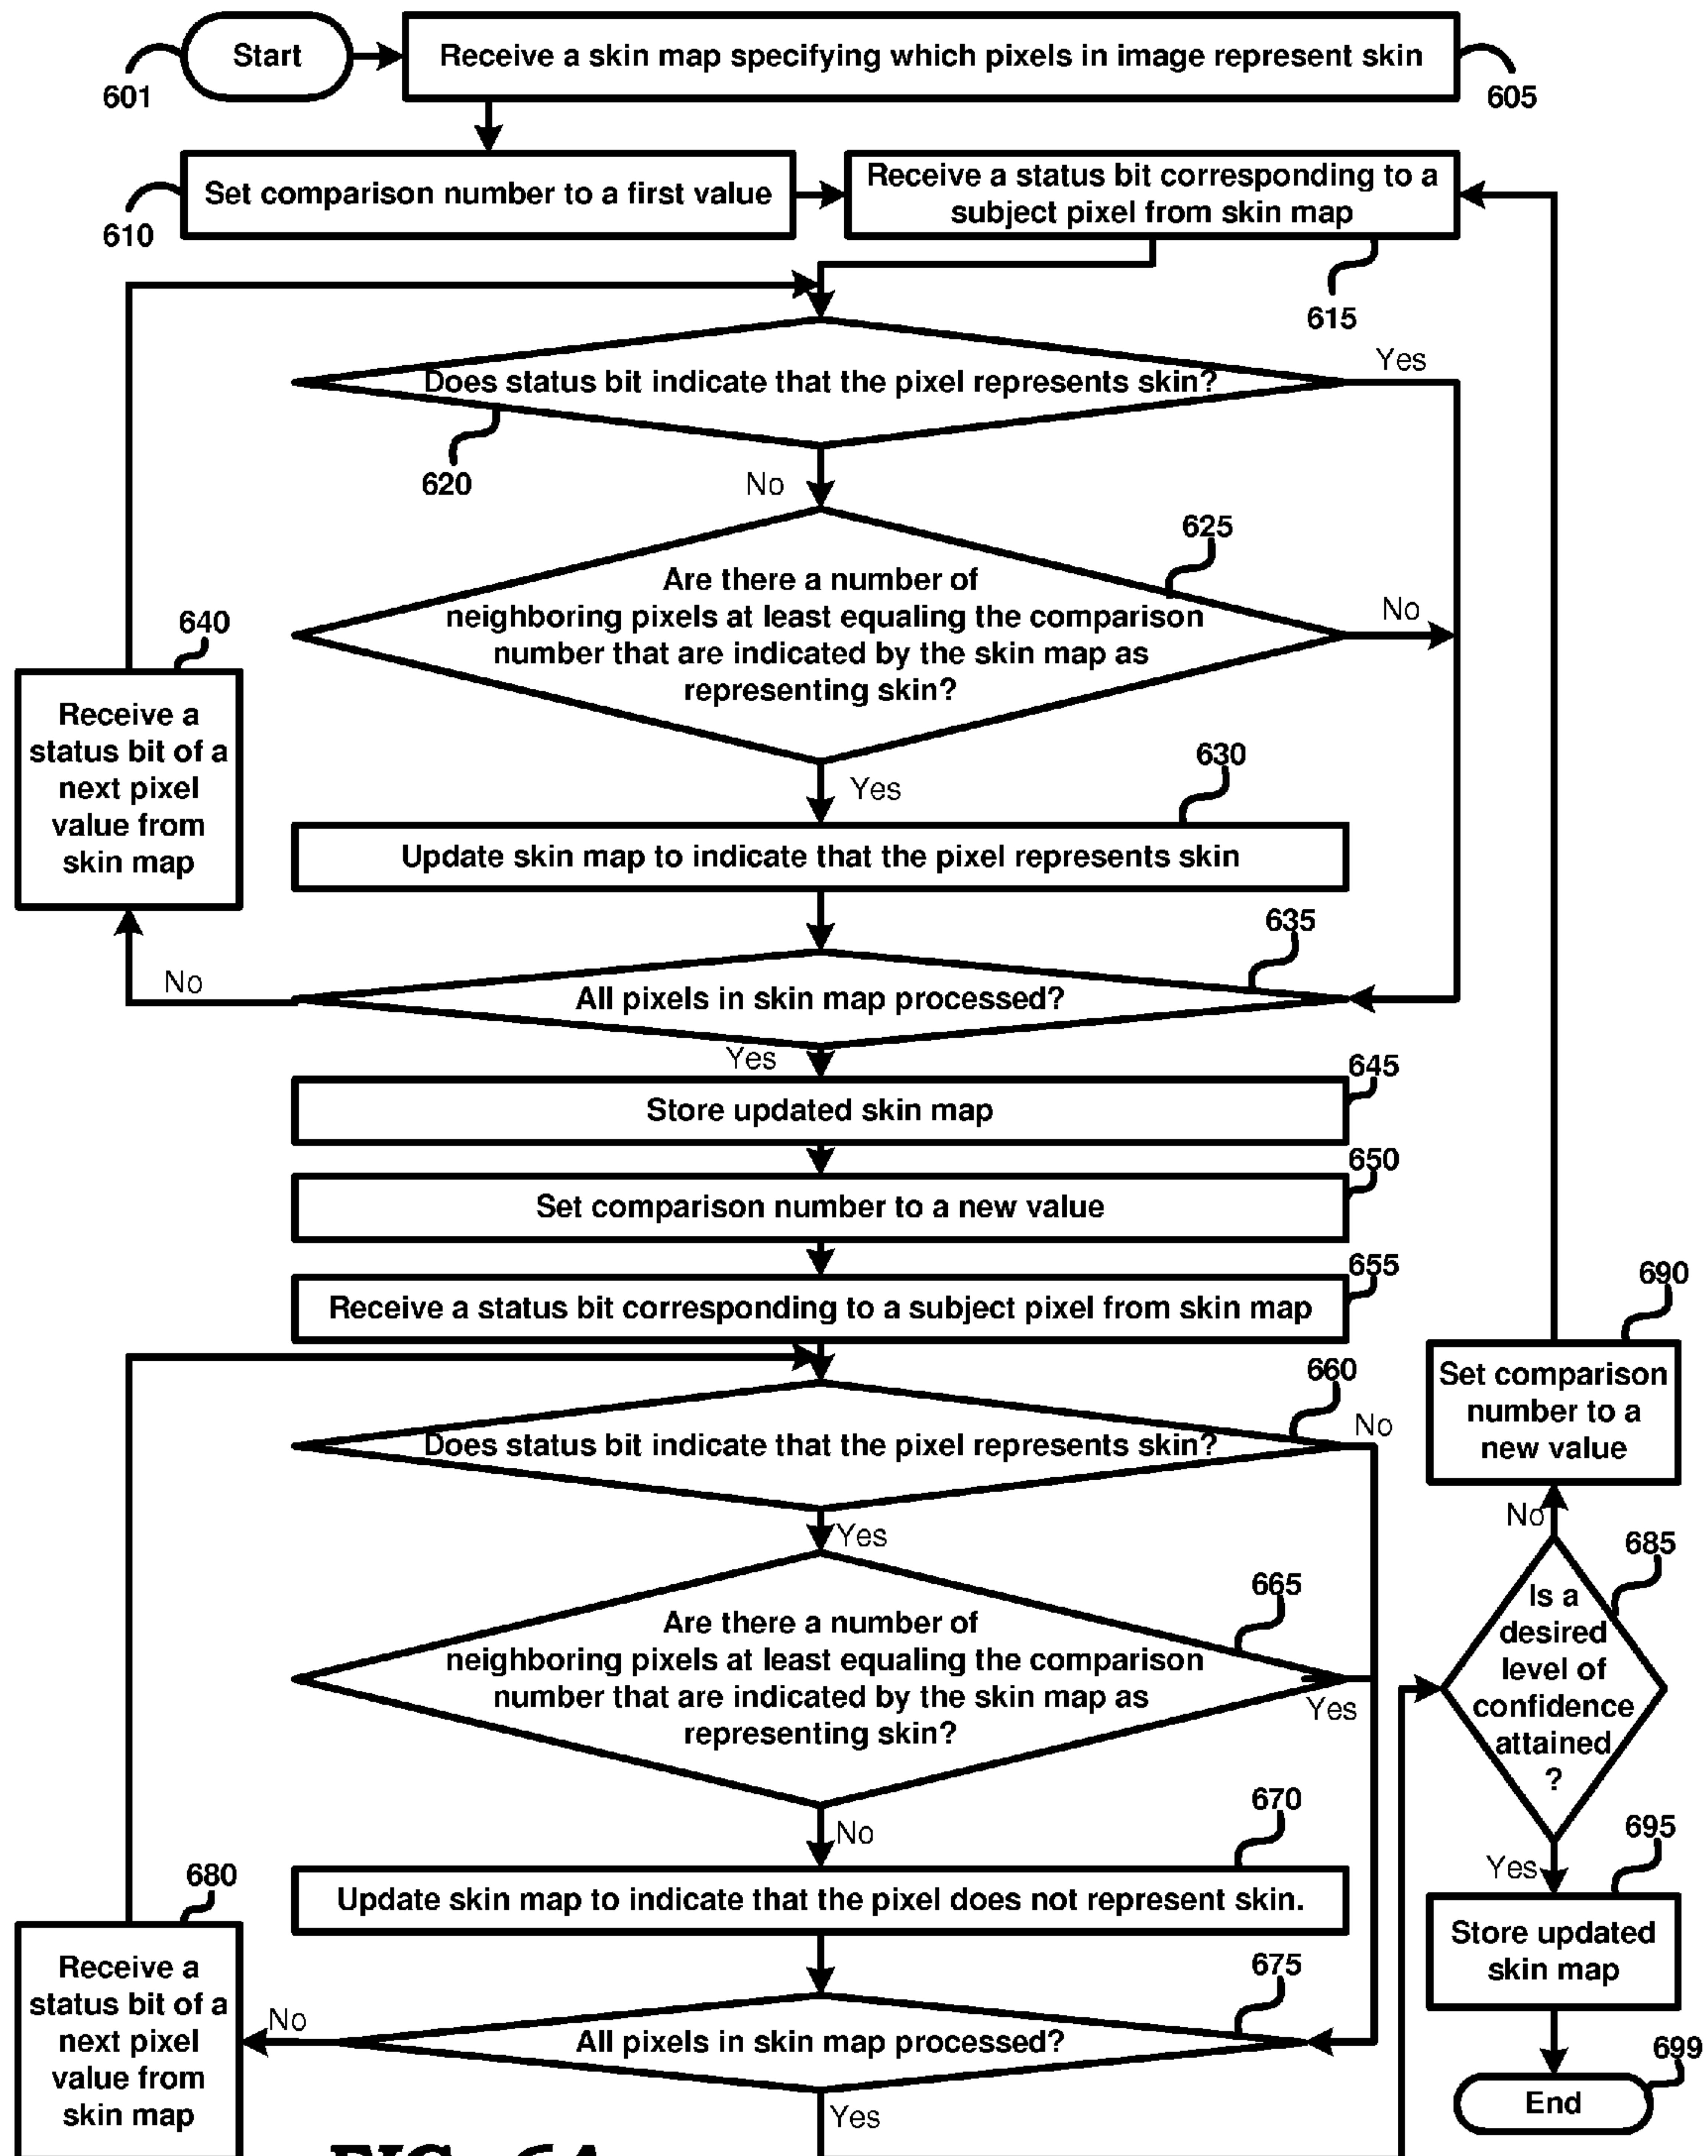 Start
Receive a skin map specifying which pixels in image represent skin
601
605
Set comparison number to a first value
Receive a status bit corresponding to a
subject pixel from skin map
610
615
Yes
Does status bit indicate that the pixel represents skin?
620
No
625
Are there a number of
neighboring pixels at least equaling the comparison
number that are indicated by the skin map as
representing skin?
No
640
Receive a
status bit of a
next pixel
value from
skin map
630
Yes
Update skin map to indicate that the pixel represents skin
635
No
All pixels in skin map processed?
Yes
645
Store updated skin map
650
Set comparison number to a new value
655
Receive a status bit corresponding to a subject pixel from skin map
690
Set comparison
number to a
new value
660
No
Does status bit indicate that the pixel represents skin?
Yes
No
685
Is a
desired
level of
confidence
attained
?
665
Are there a number of
neighboring pixels at least equaling the comparison
number that are indicated by the skin map as
representing skin?
Yes
670
No
695
Yes
Update skin map to indicate that the pixel does not represent skin.
Store updated
skin map
680
Receive a
status bit of a
next pixel
value from
skin map
675
No
All pixels in skin map processed?
699
End
Yes
FIG. 6A